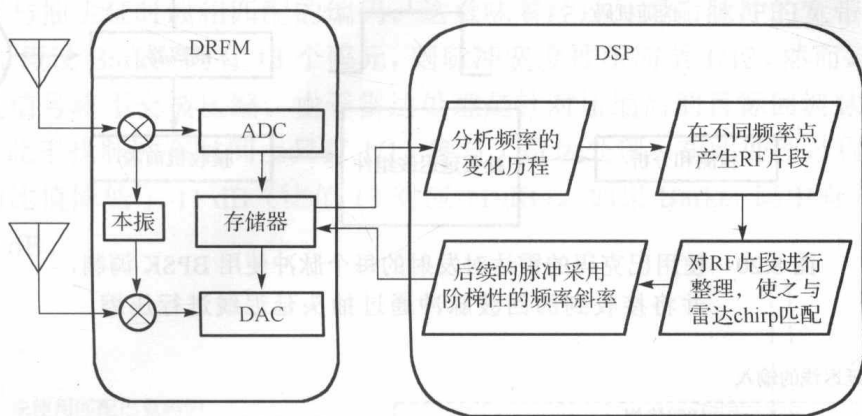 DRFM
DSP
ADC
本振
存储器
DAC
分析频率的
变化历程
在不同频率点
产生RF片段
后续的脉冲采用
阶梯性的频率斜率
对RF片段进行
整理，使之与
雷达chirp匹配